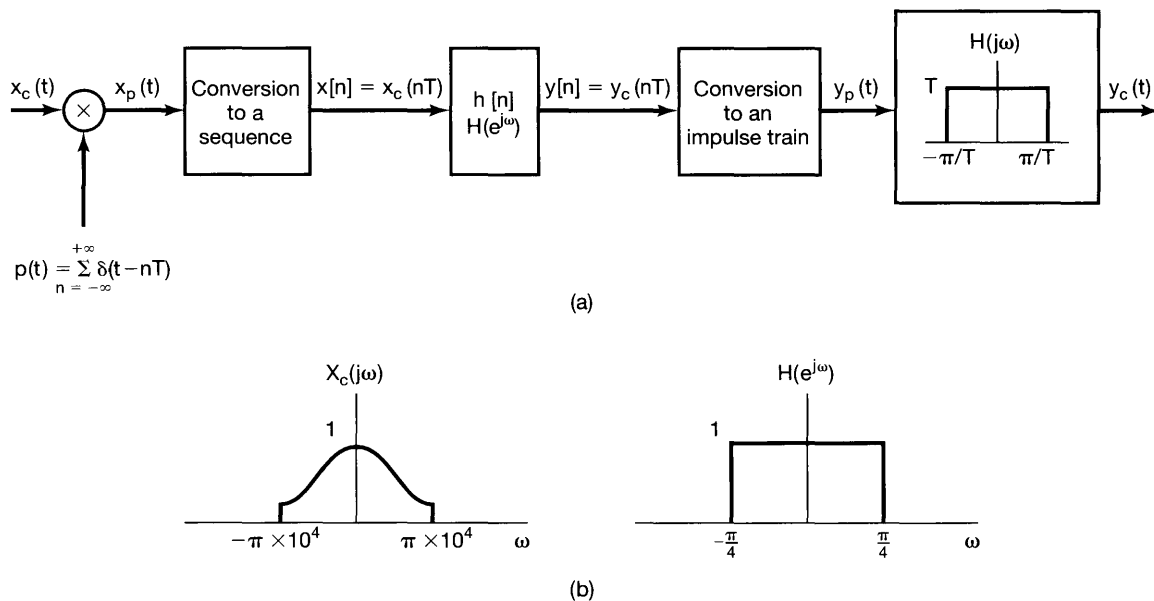 x_c(t)
×
x_p(t)
Conversion
to a
sequence
x[n] = x_c(nT)
h [n]
H(e^{jω})
y[n] = y_c(nT)
Conversion
to an
impulse train
y_p(t)
H(jω)
T
−π/T
π/T
y_c(t)
p(t) = Σ_{n = −∞}^{+∞} δ(t−nT)
(a)
X_c(jω)
1
−π ×10^4
π ×10^4
ω
H(e^{jω})
1
−π/4
π/4
ω
(b)